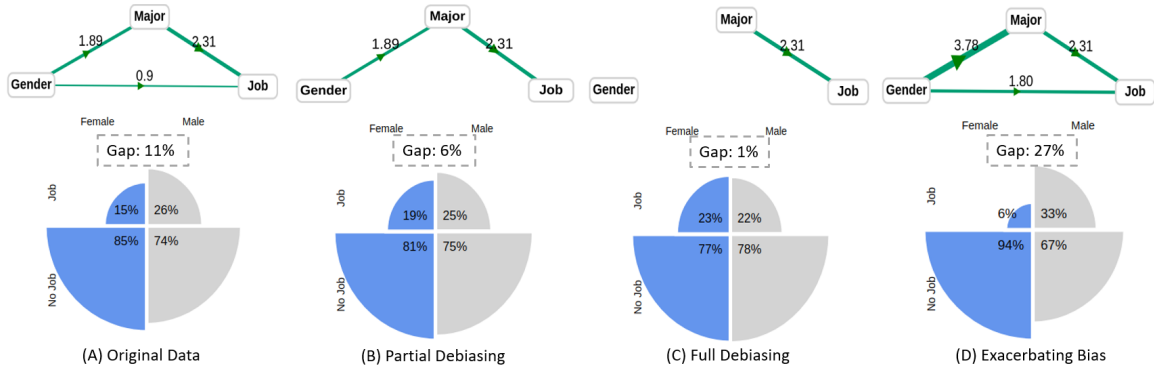 Major
1.89
2.31
Gender
0.9
Job
Female
Male
Gap: 11%
Job
15%
26%
85%
74%
No Job
(A) Original Data
Major
1.89
2.31
Gender
Job
Female
Male
Gap: 6%
Job
19%
25%
81%
75%
No Job
(B) Partial Debiasing
Major
2.31
Gender
Job
Female
Male
Gap: 1%
Job
23%
22%
77%
78%
No Job
(C) Full Debiasing
Major
3.78
2.31
Gender
1.80
Job
Female
Male
Gap: 27%
Job
6%
33%
94%
67%
No Job
(D) Exacerbating Bias